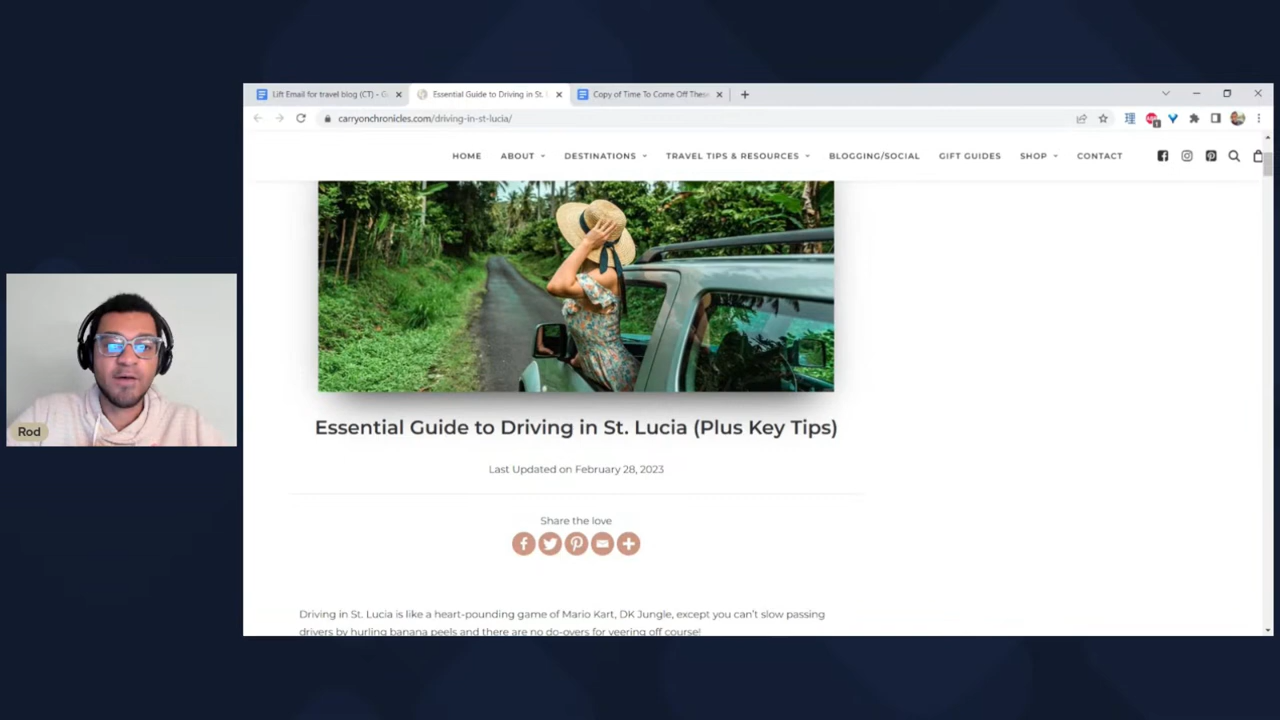 Lift Email for travel blog (CT) - G
Essential Guide to Driving in St. L
Copy of Time To Come Off These
carryonchronicles.com/driving-in-st-lucia/
HOME ABOUT DESTINATIONS TRAVEL TIPS & RESOURCES BLOGGING/SOCIAL GIFT GUIDES SHOP CONTACT
Essential Guide to Driving in St. Lucia (Plus Key Tips)
Last Updated on February 28, 2023
Share the love
Driving in St. Lucia is like a heart-pounding game of Mario Kart, DK Jungle, except you can't slow passing
drivers by hurling banana peels and there are no do-overs for veering off course!
Rod